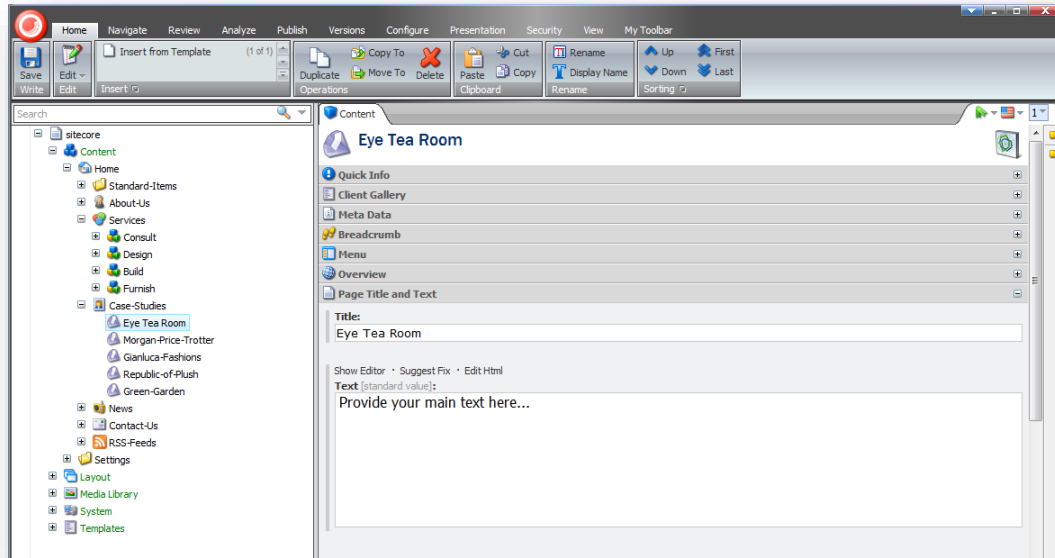 Home Navigate Review Analyze Publish Versions Configure Presentation Security View My Toolbar
Save
Write
Edit
Edit
Insert from Template (1 of 1)
Insert
Duplicate
Copy To
Move To
Delete
Operations
Paste
Cut
Copy
Clipboard
Rename
Display Name
Rename
Up
First
Down
Last
Sorting
Search
sitecore
Content
Home
Standard-Items
About-Us
Services
Consult
Design
Build
Furnish
Case-Studies
Eye Tea Room
Morgan-Price-Trotter
Gianluca-Fashions
Republic-of-Plush
Green-Garden
News
Contact-Us
RSS-Feeds
Settings
Layout
Media Library
System
Templates
Content
1
Eye Tea Room
Quick Info
Client Gallery
Meta Data
Breadcrumb
Menu
Overview
Page Title and Text
Title:
Eye Tea Room
Show Editor · Suggest Fix · Edit Html
Text [standard value]:
Provide your main text here...